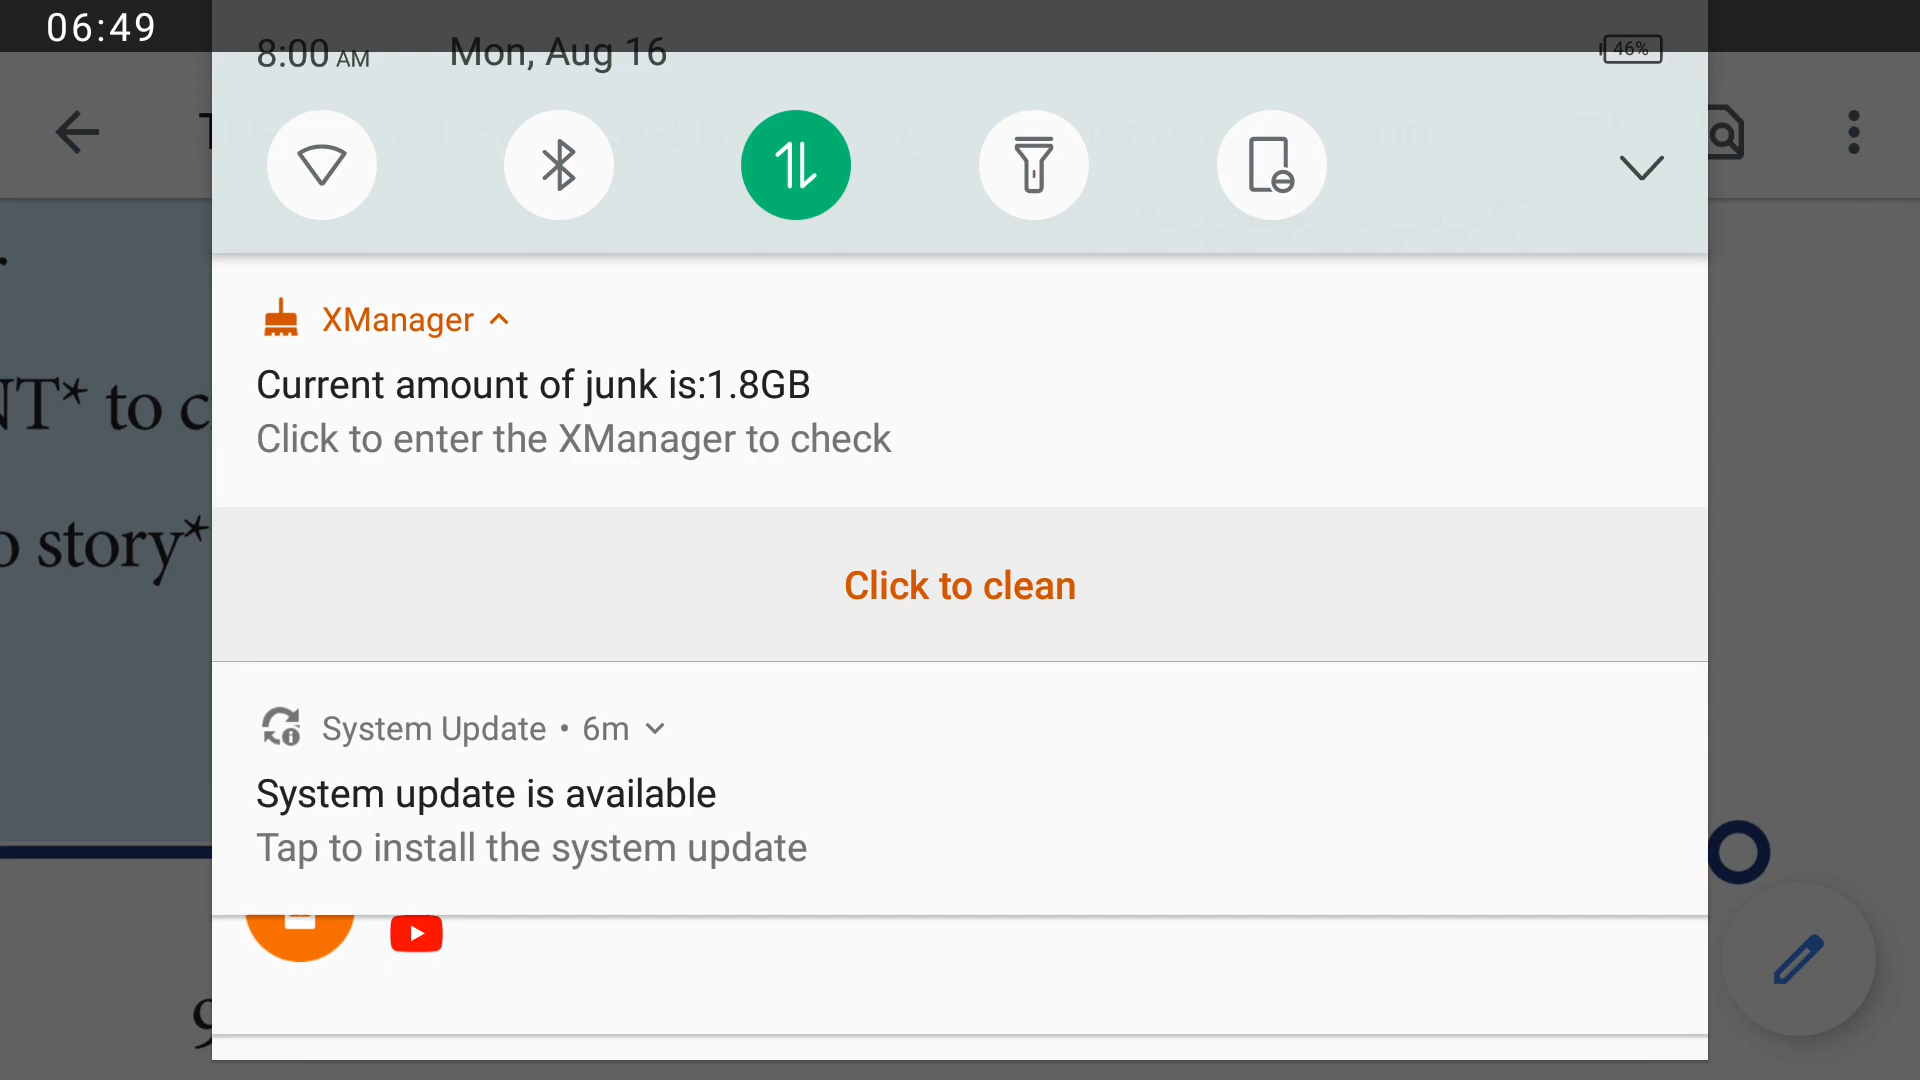 06:49
8:00 AM Mon, Aug 16 46%
XManager
Current amount of junk is:1.8GB
Click to enter the XManager to check
NT* to c
o story*
Click to clean
System Update • 6m
System update is available
Tap to install the system update